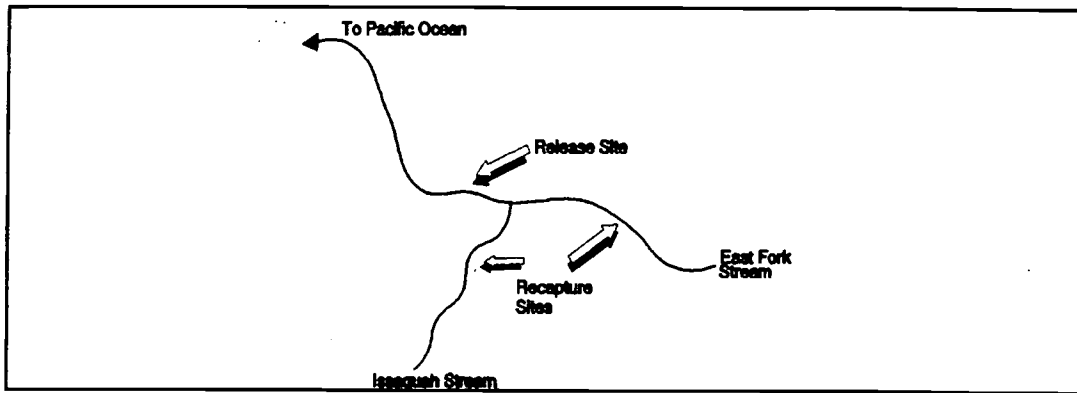 To Pacific Ocean
Release Site
East Fork
Stream
Recapture
Sites
Issaquah Stream